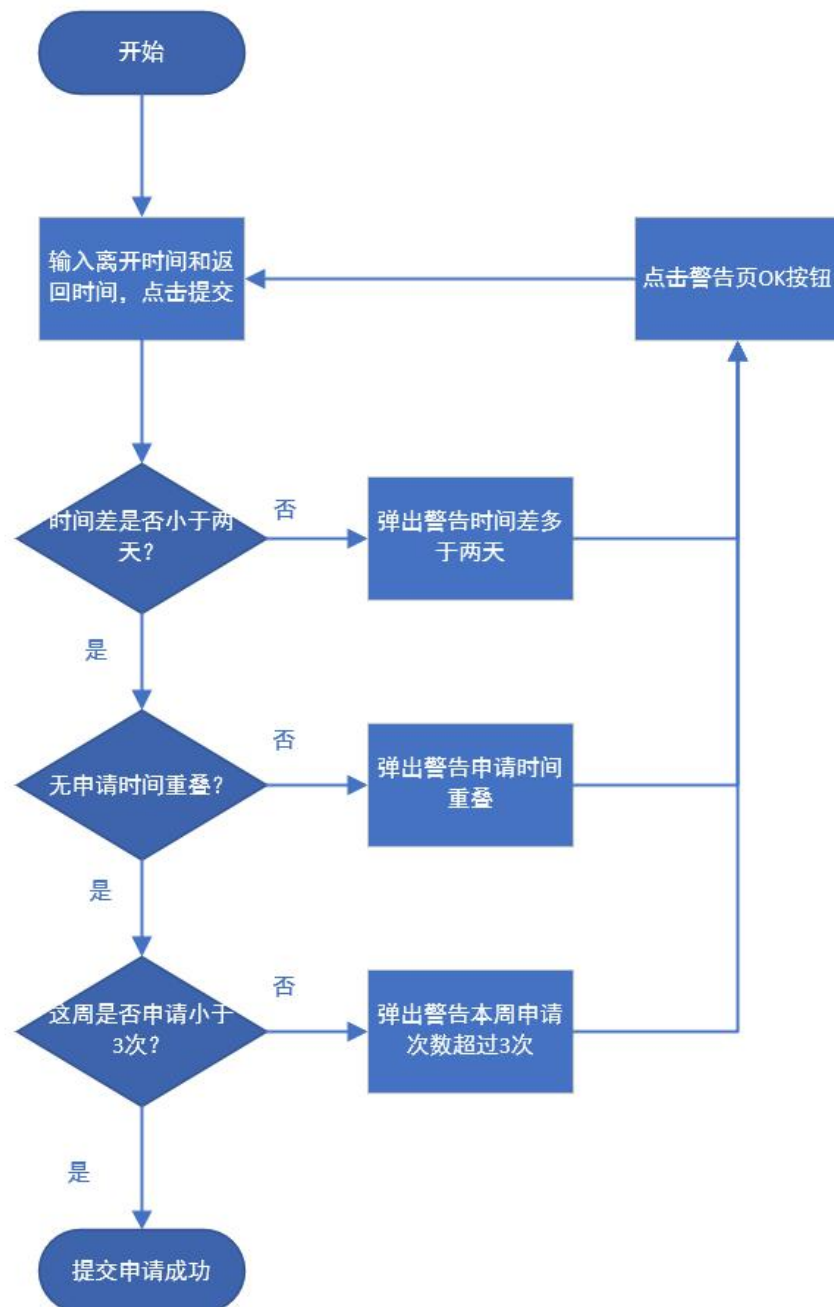 开始
输入离开时间和返
回时间，点击提交
点击警告页OK按钮
时间差是否小于两
天？
否
弹出警告时间差多
于两天
是
无申请时间重叠？
否
弹出警告申请时间
重叠
是
这周是否申请小于
3次？
否
弹出警告本周申请
次数超过3次
是
提交申请成功